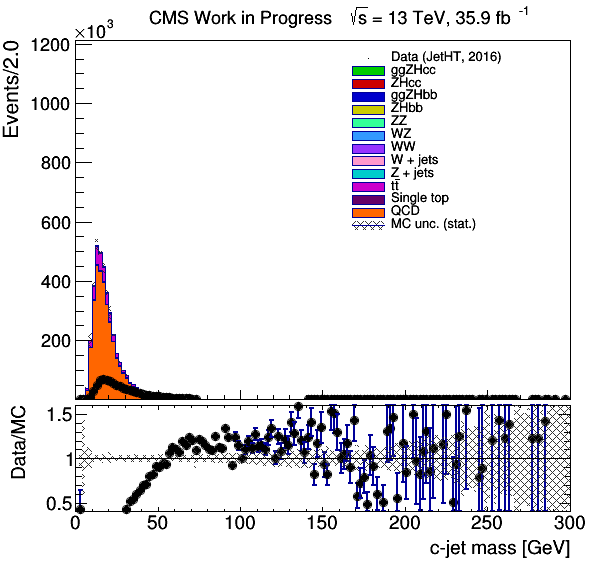 CMS Work in Progress √s = 13 TeV, 35.9 fb⁻¹
×10³
Events/2.0
1200
1000
800
600
400
200
Data (JetHT, 2016)
ggZHcc
ZHcc
ggZHbb
ZHbb
ZZ
WZ
WW
W + jets
Z + jets
tt̄
Single top
QCD
MC unc. (stat.)
Data/MC
1.5
1
0.5
0 50 100 150 200 250 300
c-jet mass [GeV]